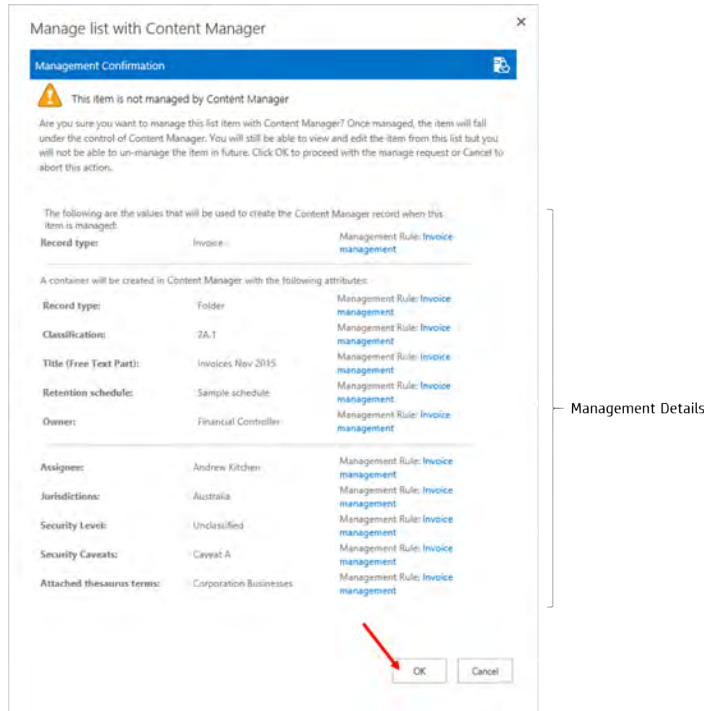 Manage list with Content Manager
×
Management Confirmation
This item is not managed by Content Manager
Are you sure you want to manage this list item with Content Manager? Once managed, the item will fall
under the control of Content Manager. You will still be able to view and edit the item from this list but you
will not be able to un-manage the item in future. Click OK to proceed with the manage request or Cancel to
abort this action.
The following are the values that will be used to create the Content Manager record when this
item is managed:
Record type: Invoice Management Rule: Invoice
management
A container will be created in Content Manager with the following attributes:
Record type: Folder Management Rule: Invoice
management
Classification: 2A.1 Management Rule: Invoice
management
Title (Free Text Part): Invoices Nov 2015 Management Rule: Invoice
management
Retention schedule: Sample schedule Management Rule: Invoice
management
Owner: Financial Controller Management Rule: Invoice
management
Management Details
Assignee: Andrew Kitchen Management Rule: Invoice
management
Jurisdictions: Australia Management Rule: Invoice
management
Security Level: Unclassified Management Rule: Invoice
management
Security Caveats: Caveat A Management Rule: Invoice
management
Attached thesaurus terms: Corporation Businesses Management Rule: Invoice
management
OK Cancel